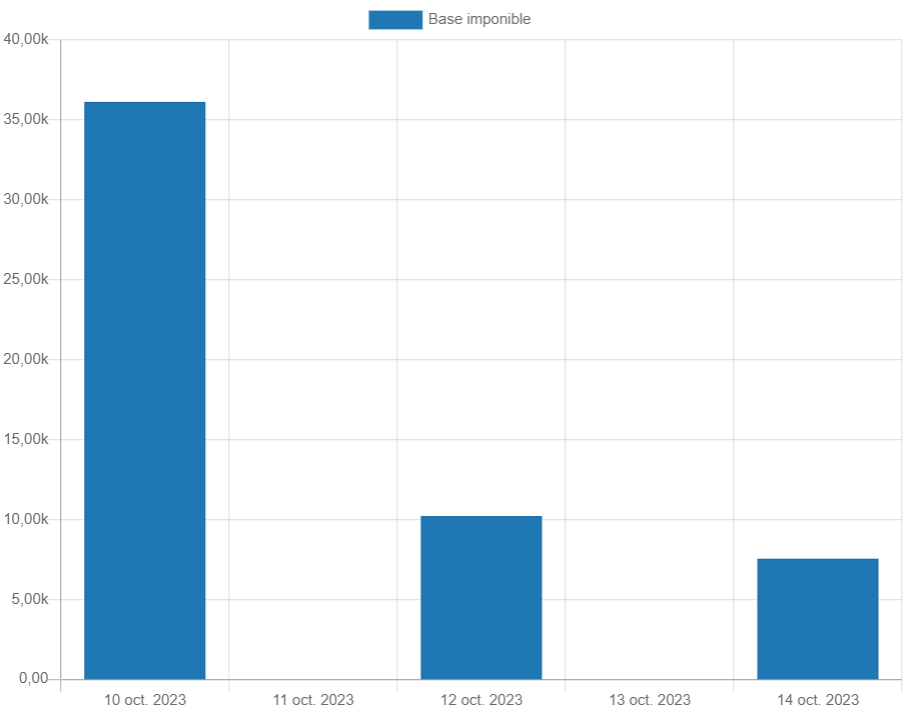 Base imponible
40,00k
35,00k
30,00k
25,00k
20,00k
15,00k
10,00k
5,00k
0,00
10 oct. 2023 11 oct. 2023 12 oct. 2023 13 oct. 2023 14 oct. 2023